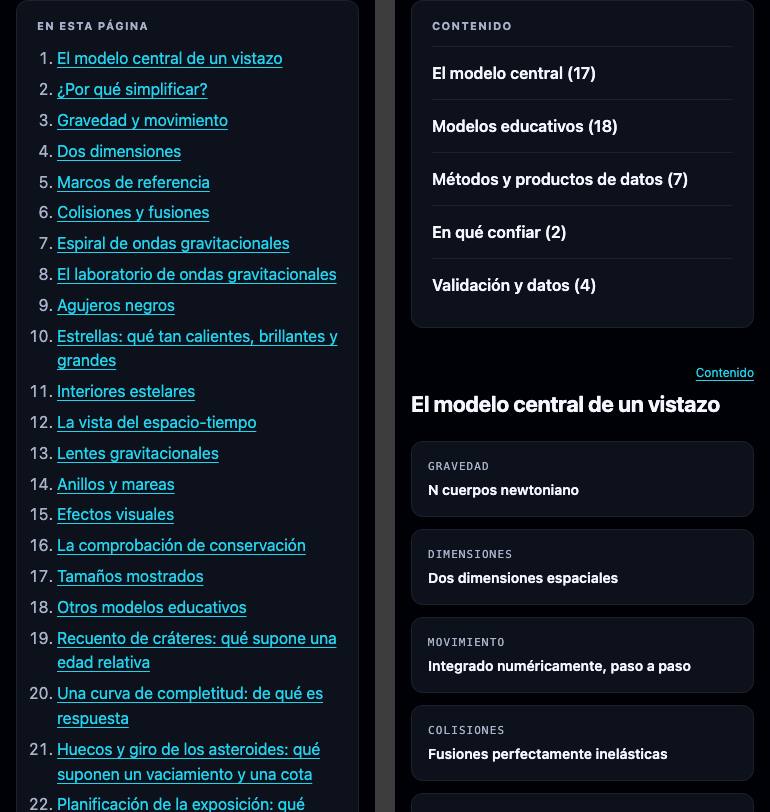 EN ESTA PÁGINA
1. El modelo central de un vistazo
2. ¿Por qué simplificar?
3. Gravedad y movimiento
4. Dos dimensiones
5. Marcos de referencia
6. Colisiones y fusiones
7. Espiral de ondas gravitacionales
8. El laboratorio de ondas gravitacionales
9. Agujeros negros
10. Estrellas: qué tan calientes, brillantes y
grandes
11. Interiores estelares
12. La vista del espacio-tiempo
13. Lentes gravitacionales
14. Anillos y mareas
15. Efectos visuales
16. La comprobación de conservación
17. Tamaños mostrados
18. Otros modelos educativos
19. Recuento de cráteres: qué supone una
edad relativa
20. Una curva de completitud: de qué es
respuesta
21. Huecos y giro de los asteroides: qué
suponen un vaciamiento y una cota
22. Planificación de la exposición: qué
CONTENIDO
El modelo central (17)
Modelos educativos (18)
Métodos y productos de datos (7)
En qué confiar (2)
Validación y datos (4)
Contenido
El modelo central de un vistazo
GRAVEDAD
N cuerpos newtoniano
DIMENSIONES
Dos dimensiones espaciales
MOVIMIENTO
Integrado numéricamente, paso a paso
COLISIONES
Fusiones perfectamente inelásticas